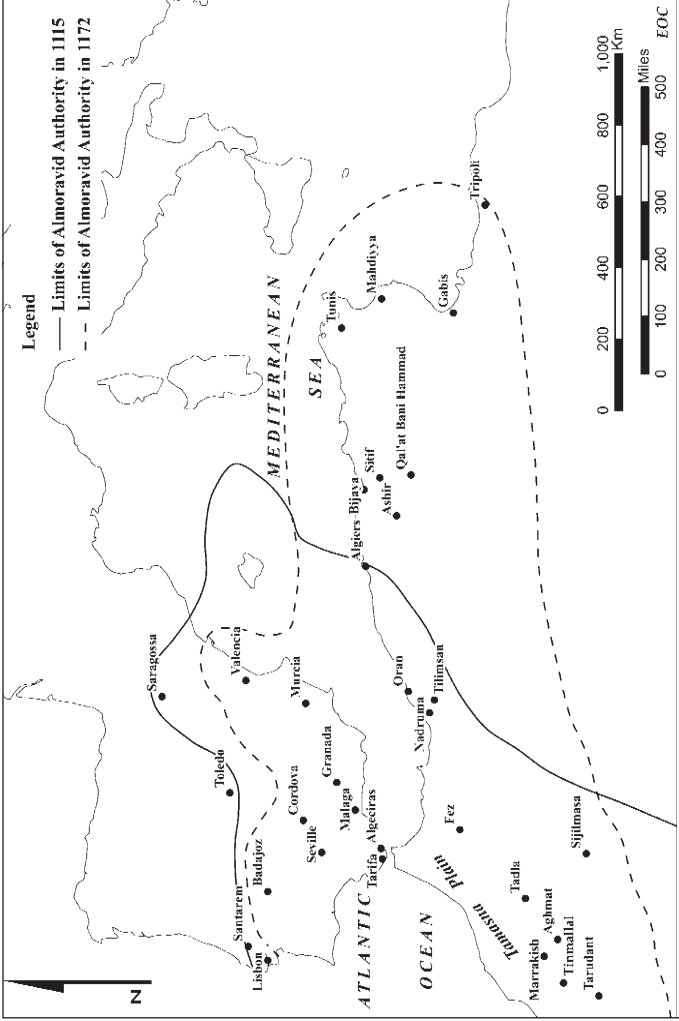 Legend
Limits of Almoravid Authority in 1115
Limits of Almoravid Authority in 1172
N
Saragossa
Toledo
Santarem
Lisbon
Badajoz
Valencia
MEDITERRANEAN
SEA
Cordova
Murcia
Seville
Granada
Malaga
Algeciras
Tarifa
ATLANTIC
OCEAN
Tunis
Mahdiyya
Algiers-Bijaya
Sitif
Ashir
Qal'at Bani Hammad
Oran
Nadruma
Tilimsan
Gabis
Tripoli
Fez
Tamasna Plain
Tadla
Sijilmasa
Marrakish
Aghmat
Tinmallal
Tarudant
0 200 400 600 800 1,000
Km
Miles
0 100 200 300 400 500
EOC